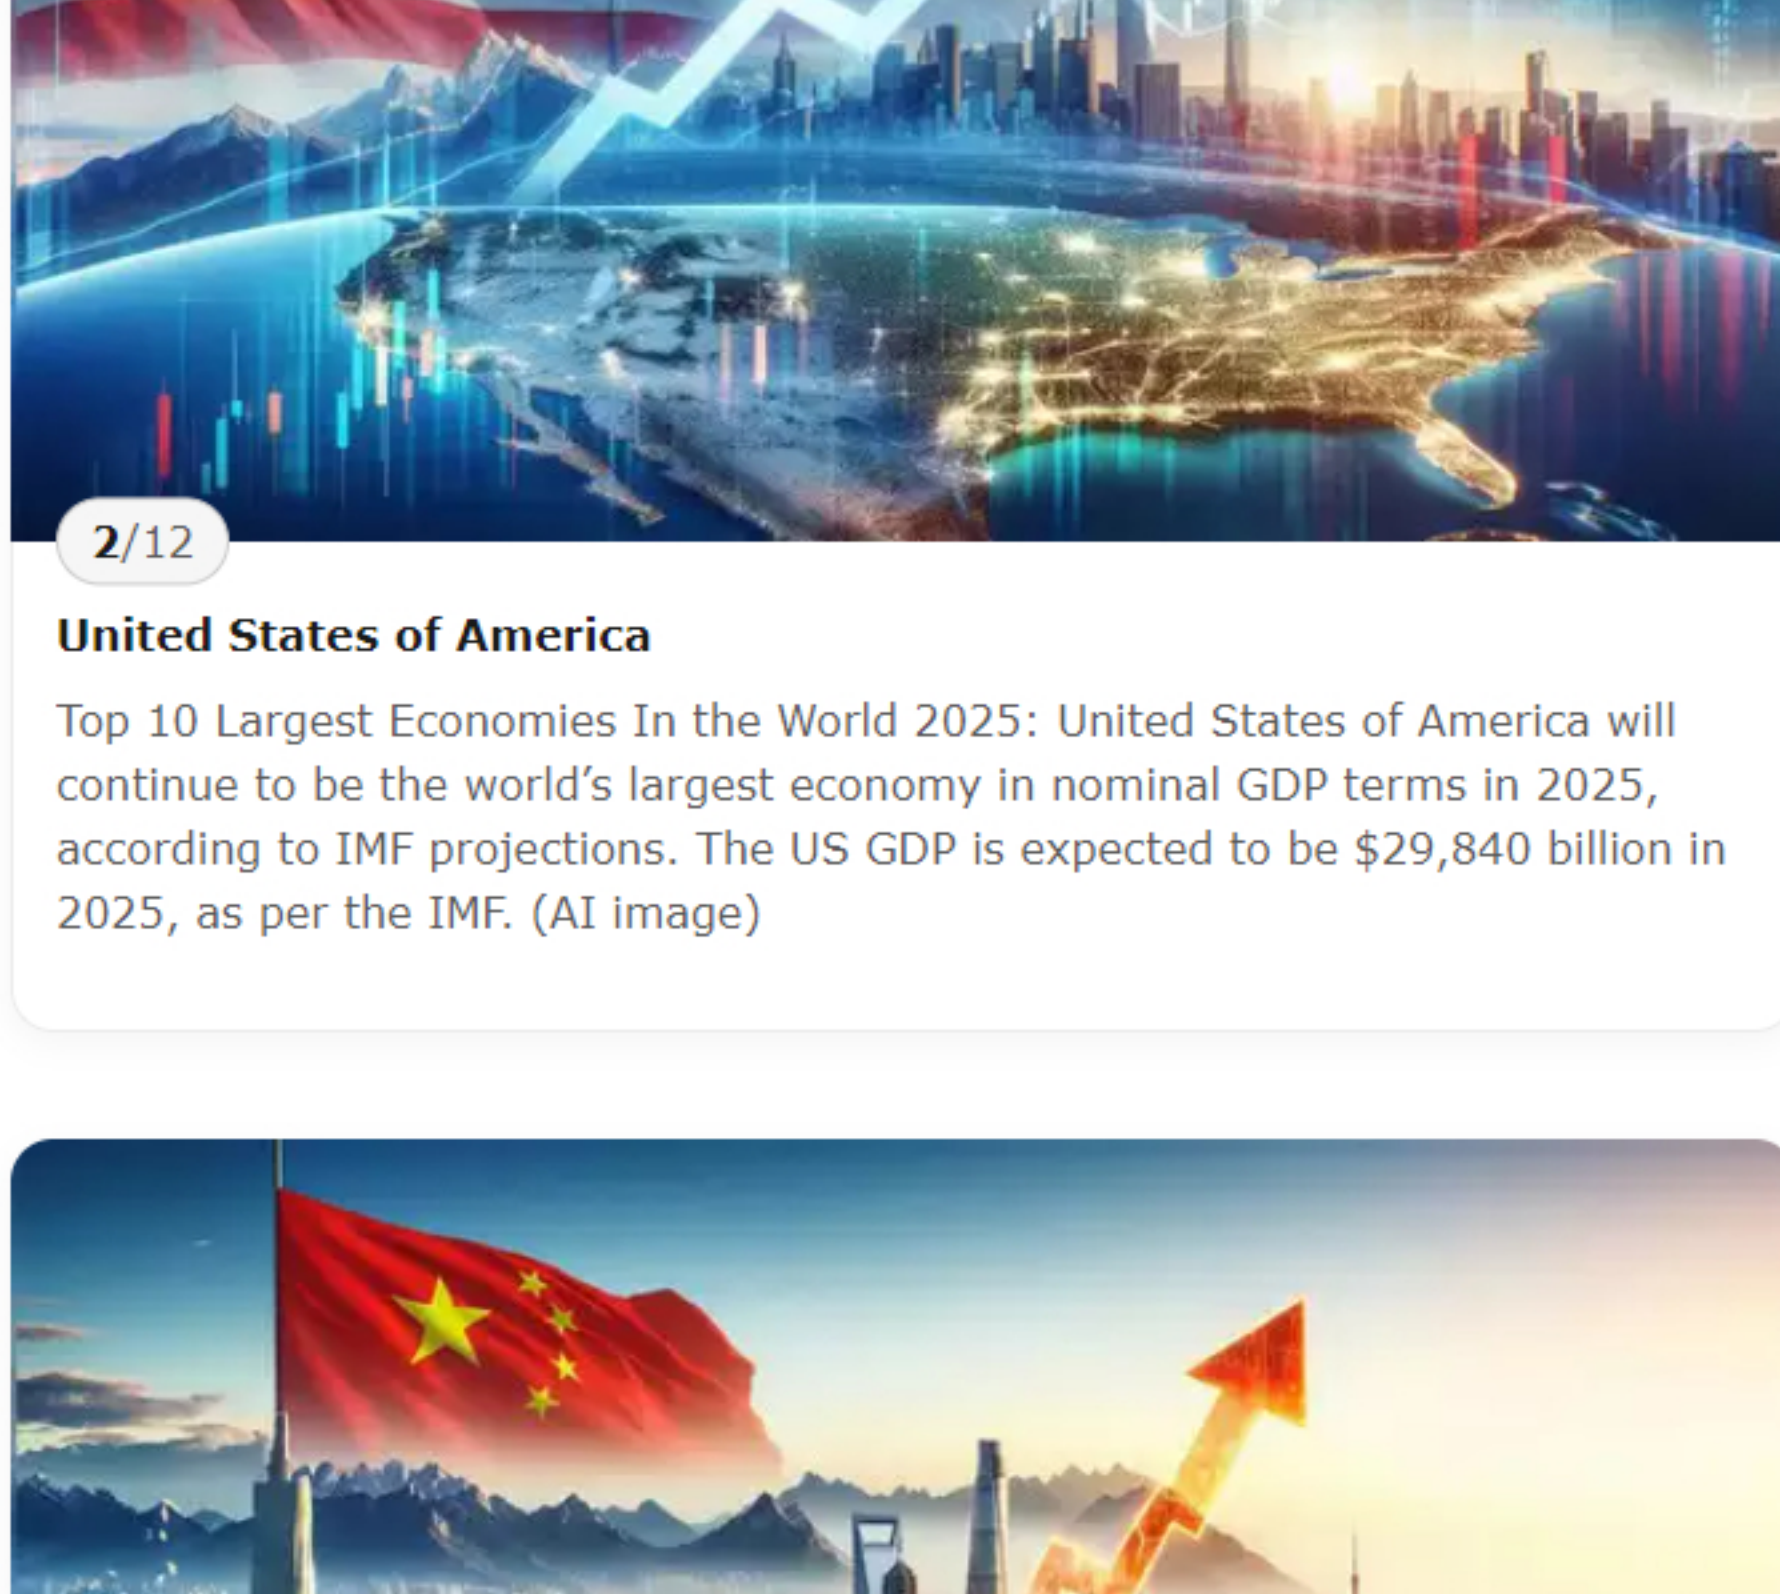 2/12
United States of America
Top 10 Largest Economies In the World 2025: United States of America will
continue to be the world’s largest economy in nominal GDP terms in 2025,
according to IMF projections. The US GDP is expected to be $29,840 billion in
2025, as per the IMF. (AI image)